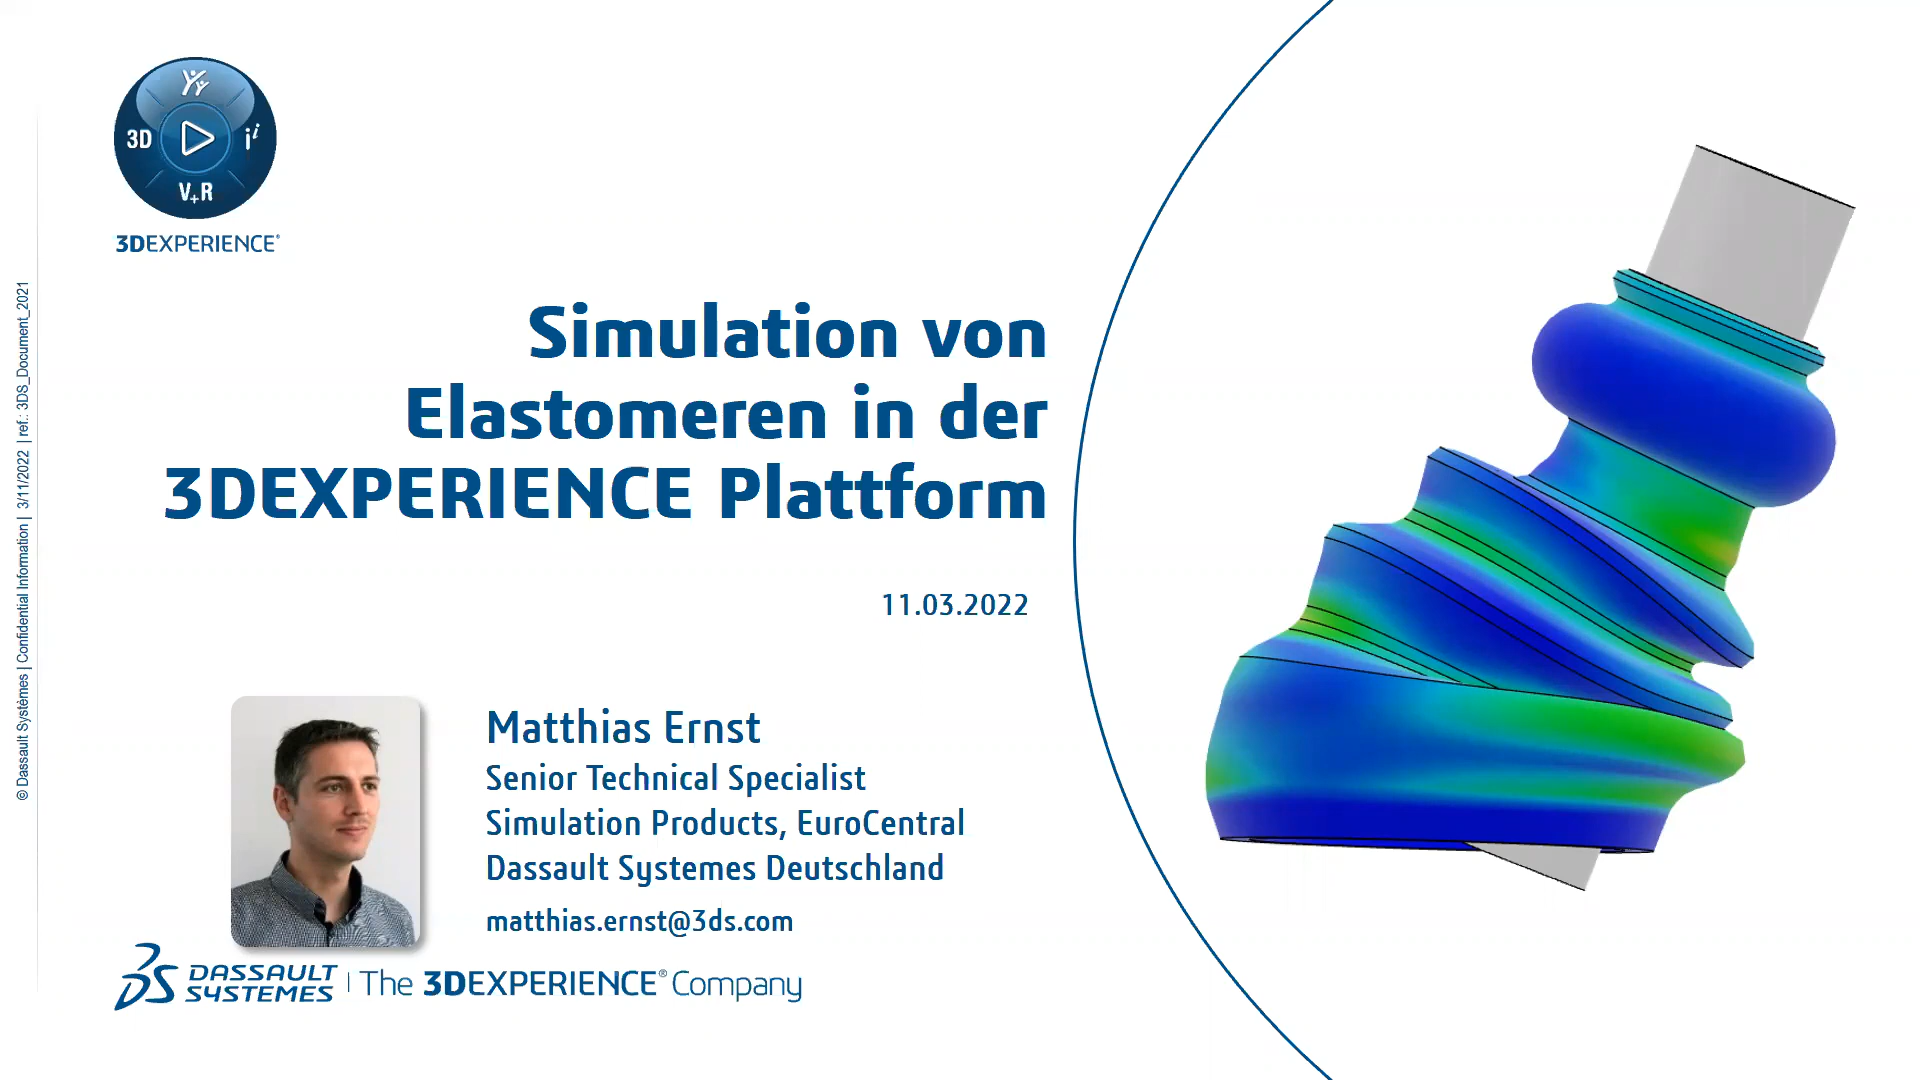 3D
V+R
i i
3DEXPERIENCE®
Simulation von
Elastomeren in der
3DEXPERIENCE Plattform
11.03.2022
Matthias Ernst
Senior Technical Specialist
Simulation Products, EuroCentral
Dassault Systemes Deutschland
matthias.ernst@3ds.com
DASSAULT
SYSTEMES
The 3DEXPERIENCE® Company
© Dassault Systèmes | Confidential Information | 3/11/2022 | ref.: 3DS_Document_2021